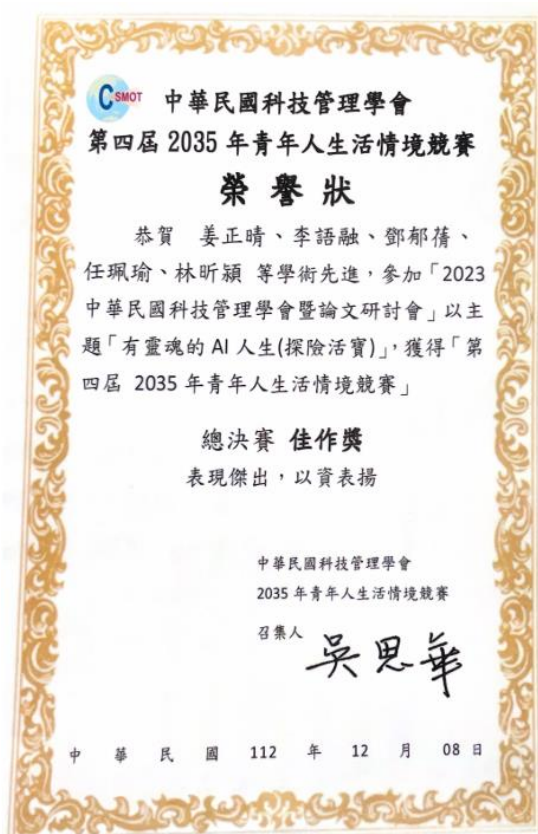 CSMOT 中華民國科技管理學會
第四屆 2035 年青年人生活情境競賽
榮譽狀
恭賀 姜正晴、李語融、鄧郁蒨、
任珮瑜、林昕穎 等學術先進,參加「2023
中華民國科技管理學會暨論文研討會」以主
題「有靈魂的 AI 人生(探險活寶)」,獲得「第
四屆 2035 年青年人生活情境競賽」
總決賽 佳作獎
表現傑出,以資表揚
中華民國科技管理學會
2035 年青年人生活情境競賽
召集人 吳思華
中 華 民 國 112 年 12 月 08 日